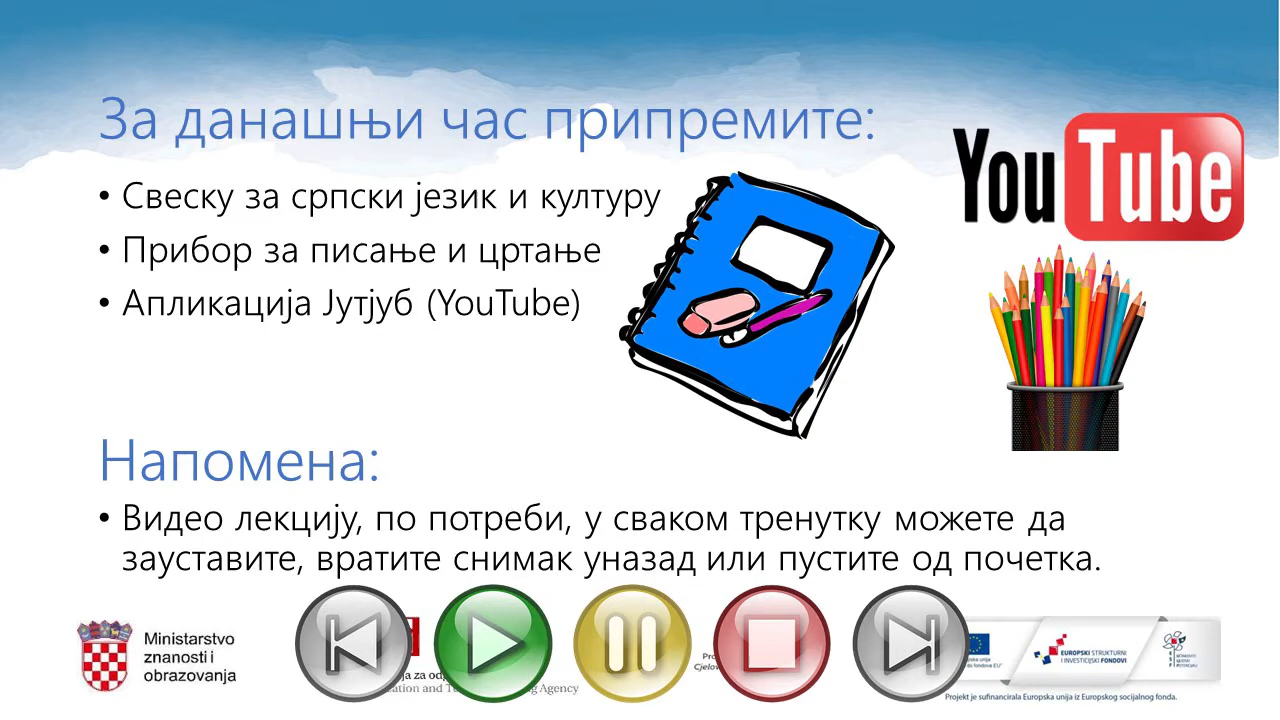 За данашњи час припремите:
YouTube
• Свеску за српски језик и културу
• Прибор за писање и цртање
• Апликација Јутјуб (YouTube)
Напомена:
• Видео лекцију, по потреби, у сваком тренутку можете да
зауставите, вратите снимак уназад или пустите од почетка.
Ministarstvo
znanosti i
obrazovanja
Agency
EUROPSKI STRUKTURNI
I INVESTICIJSKI FONDOVI
Projekt je sufinancirala Europska unija iz Europskog socijalnog fonda.